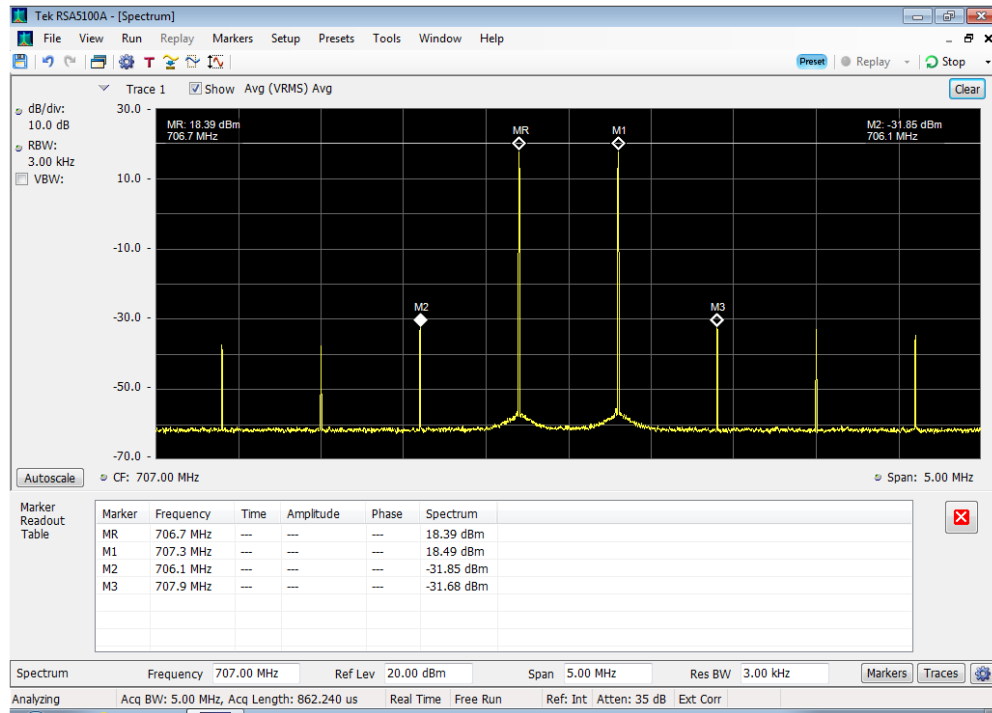 Tek RSA5100A - [Spectrum]
File View Run Replay Markers Setup Presets Tools Window Help
T Preset Replay Stop
Trace 1 Show Avg (VRMS) Avg Clear
dB/div:
10.0 dB
RBW:
3.00 kHz
VBW:
30.0
MR: 18.39 dBm
706.7 MHz
MR
M1
M2: -31.85 dBm
706.1 MHz
10.0
-10.0
M2
M3
-30.0
-50.0
-70.0
Autoscale CF: 707.00 MHz Span: 5.00 MHz
Marker
Readout
Table
Marker Frequency Time Amplitude Phase Spectrum
MR 706.7 MHz --- --- --- 18.39 dBm
M1 707.3 MHz --- --- --- 18.49 dBm
M2 706.1 MHz --- --- --- -31.85 dBm
M3 707.9 MHz --- --- --- -31.68 dBm
Spectrum Frequency 707.00 MHz Ref Lev 20.00 dBm Span 5.00 MHz Res BW 3.00 kHz Markers Traces
Analyzing Acq BW: 5.00 MHz, Acq Length: 862.240 us Real Time Free Run Ref: Int Atten: 35 dB Ext Corr